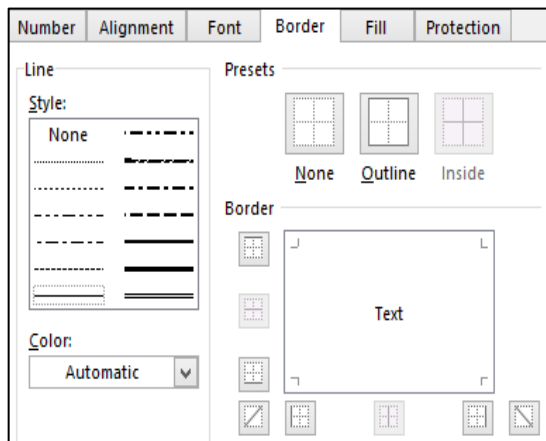 Number Alignment Font Border Fill Protection
Line
Style:
None
Color:
Automatic
Presets
None Outline Inside
Border
Text